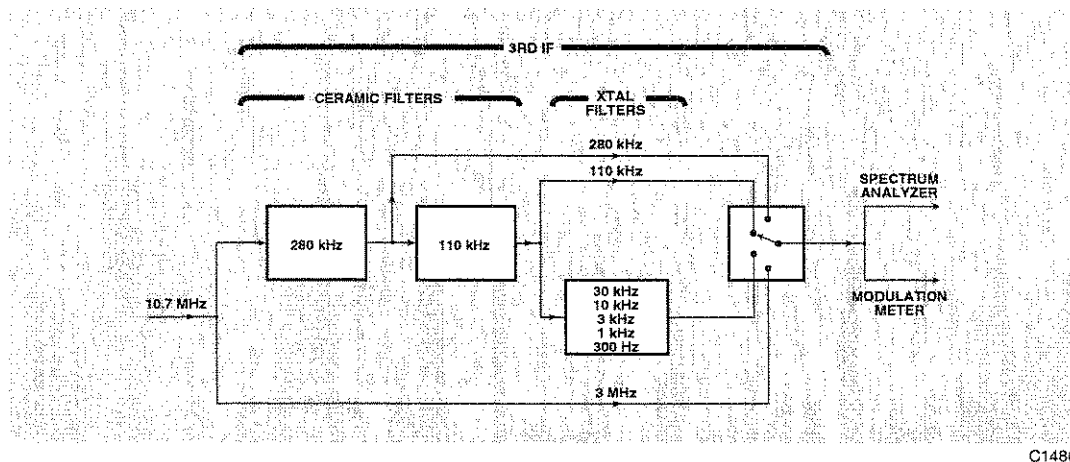 3RD IF
CERAMIC FILTERS
XTAL
FILTERS
280 kHz
110 kHz
SPECTRUM
ANALYZER
280 kHz
110 kHz
10.7 MHz
30 kHz
10 kHz
3 kHz
1 kHz
300 Hz
MODULATION
METER
3 MHz